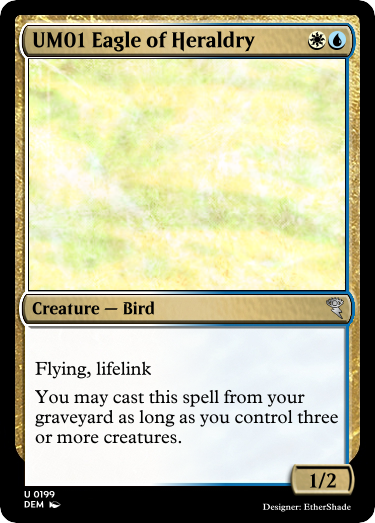 UM01 Eagle of Heraldry
Creature — Bird
Flying, lifelink
You may cast this spell from your
graveyard as long as you control three
or more creatures.
1/2
U 0199
DEM
Designer: EtherShade